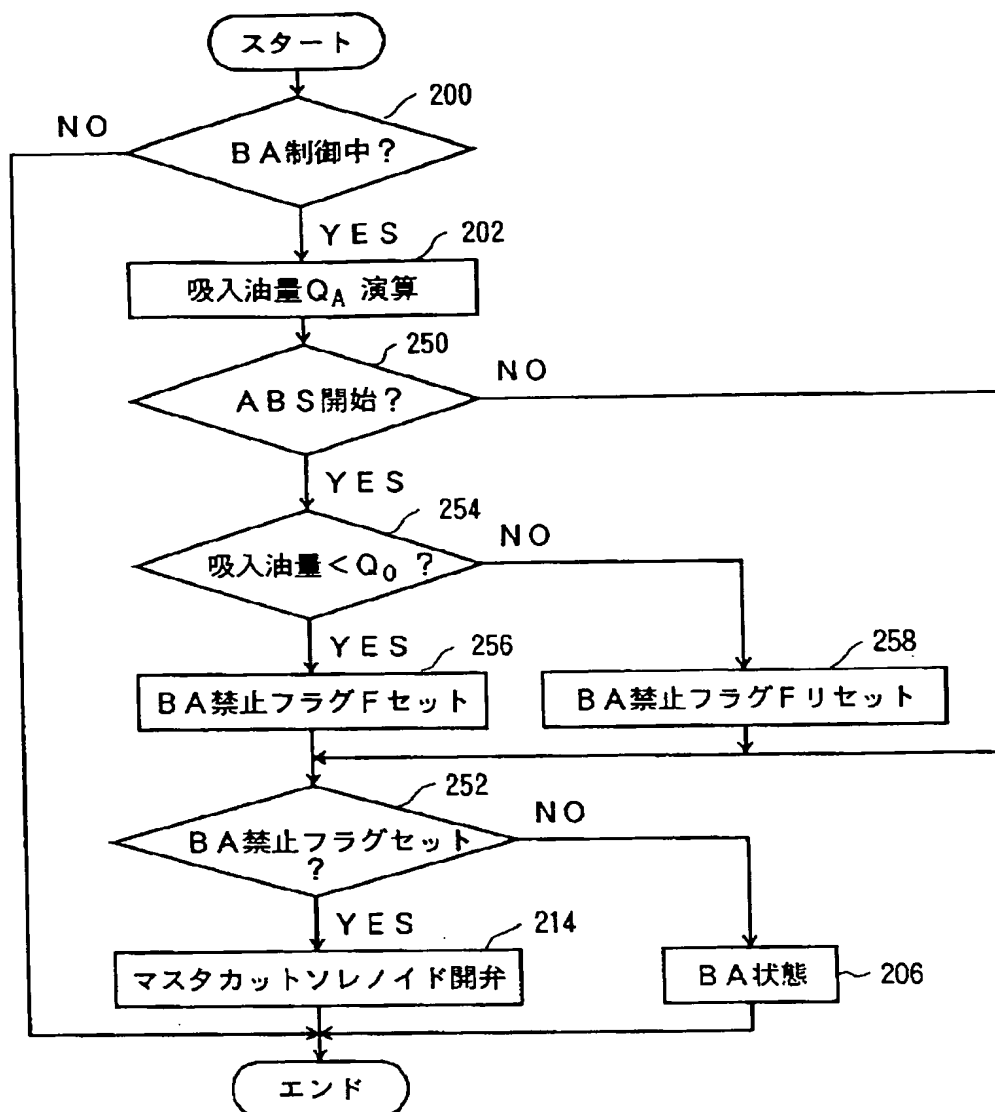 スタート
200
NO
BA制御中?
YES
202
吸入油量QA 演算
250
NO
ABS開始?
YES
254
NO
吸入油量<Q0 ?
YES
256
258
BA禁止フラグFセット
BA禁止フラグFリセット
252
NO
BA禁止フラグセット
?
YES
214
マスタカットソレノイド開弁
BA状態
206
エンド